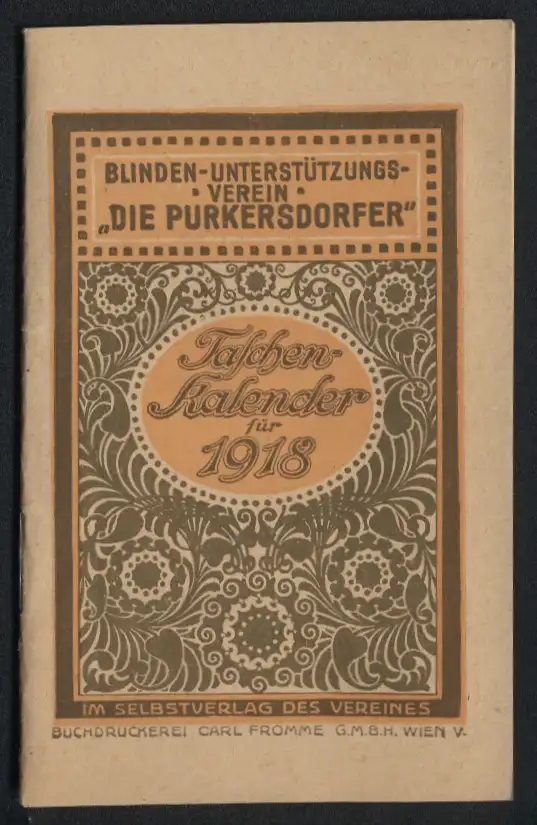 BLINDEN-UNTERSTÜTZUNGS-
· VEREIN ·
„DIE PURKERSDORFER"
Taſchen-
Kalender
für
1918
IM SELBSTVERLAG DES VEREINES
BUCHDRUCKEREI CARL FROMME G.M.B.H. WIEN V.